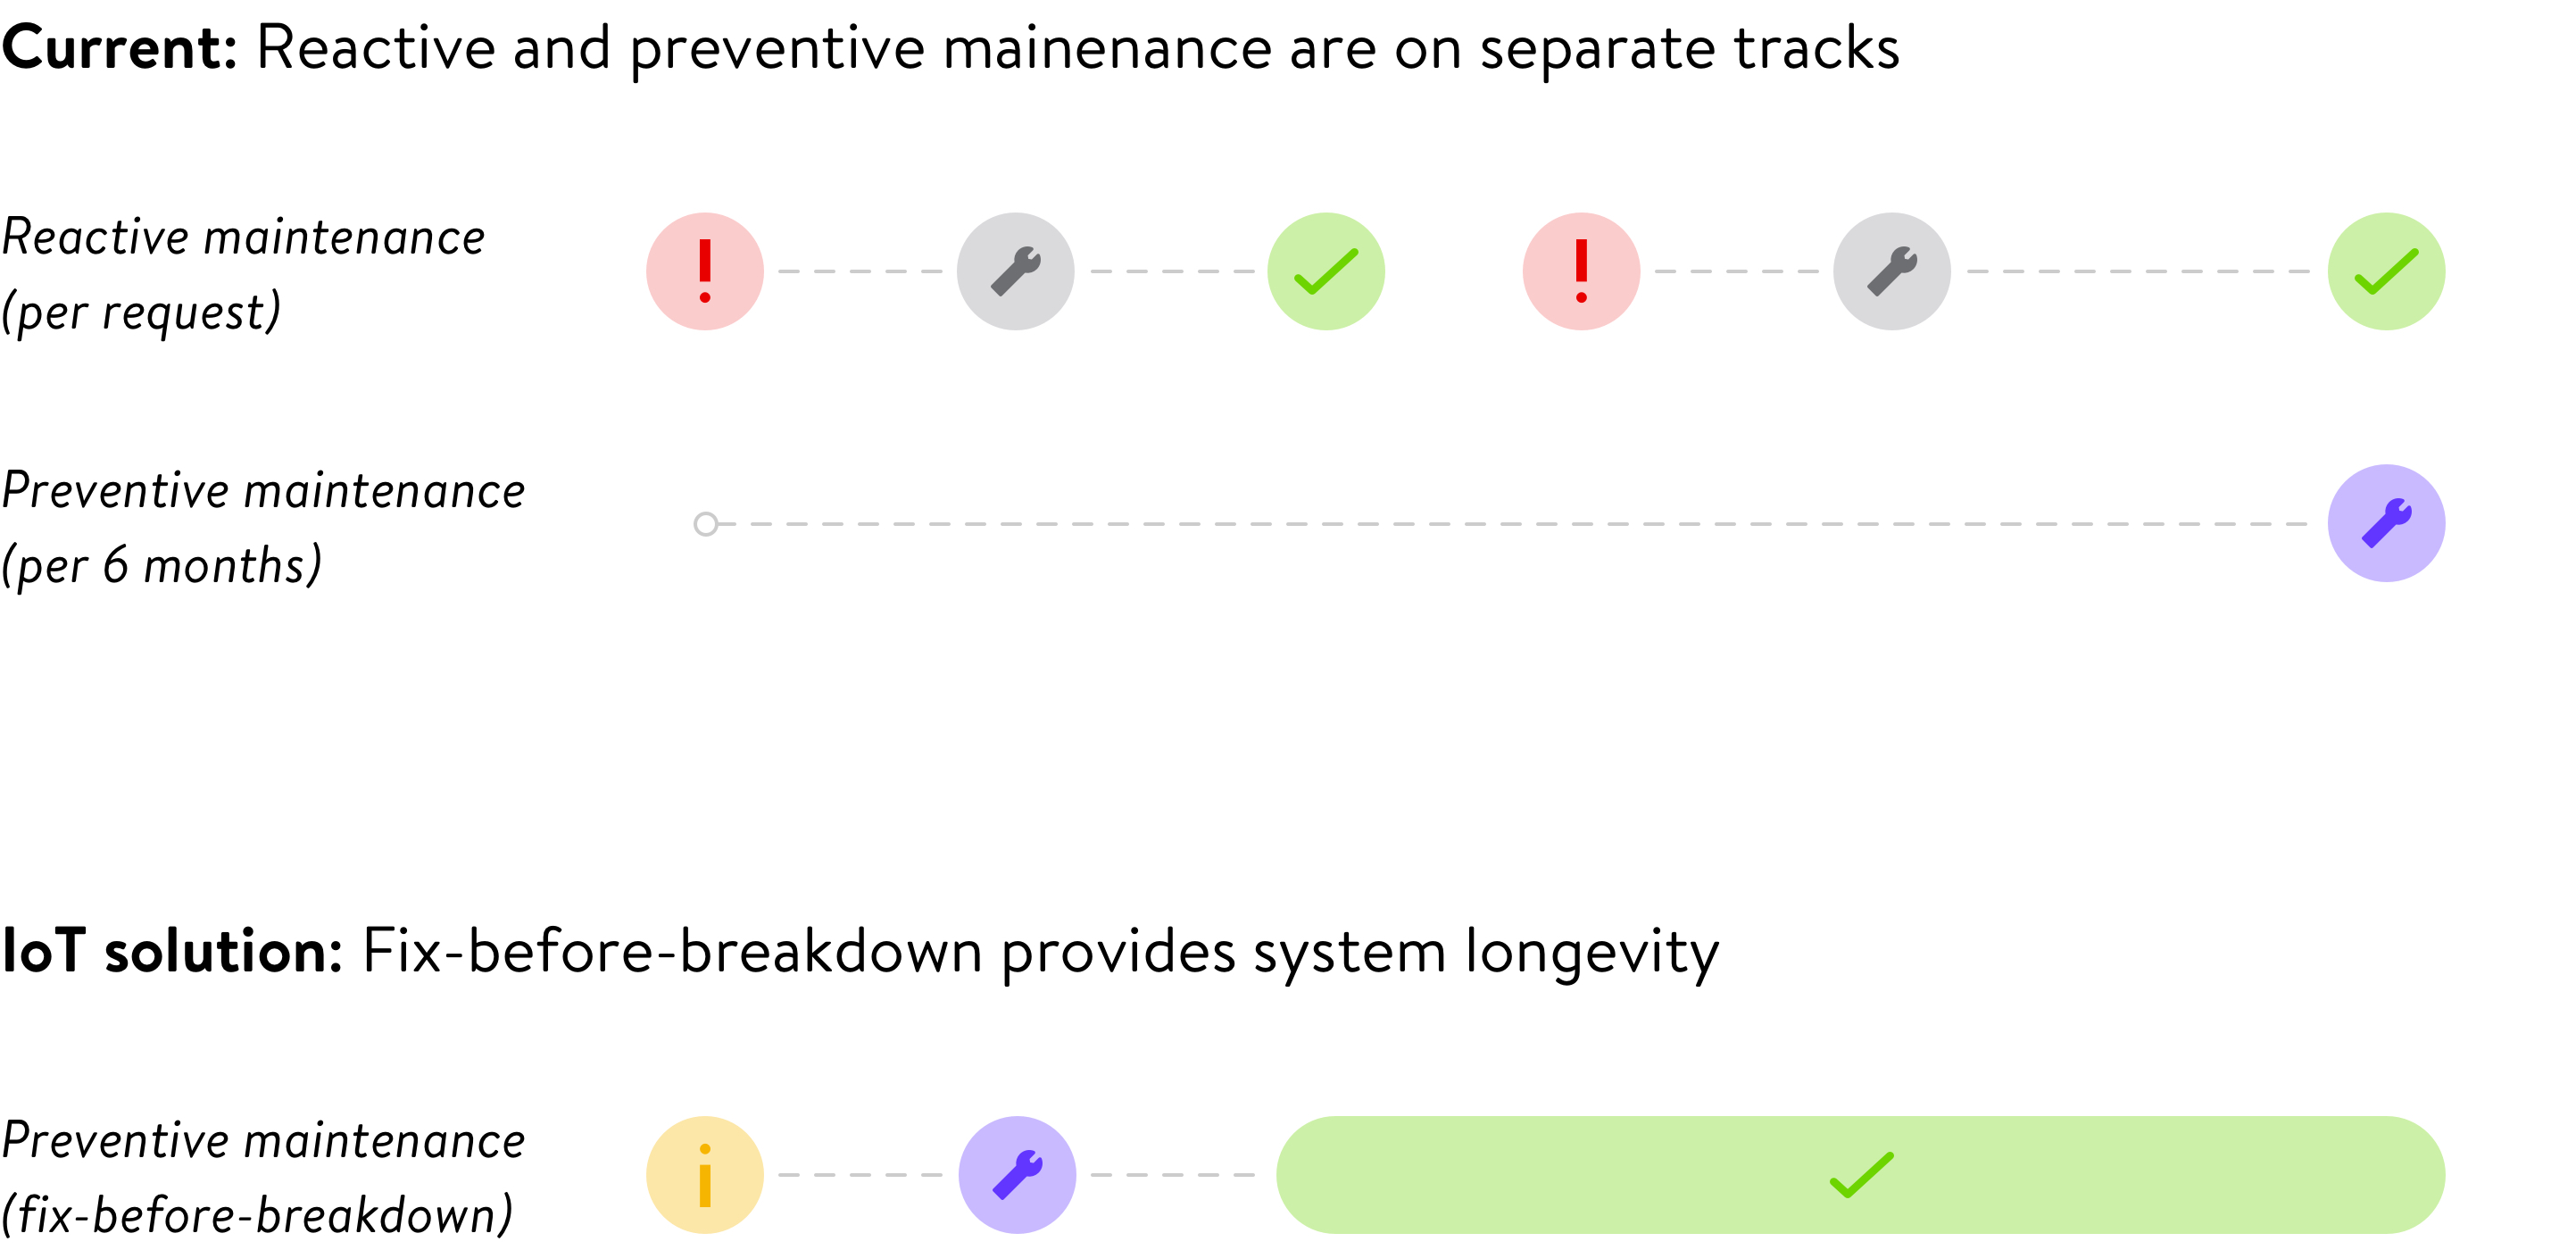 Current: Reactive and preventive mainenance are on separate tracks
Reactive maintenance
(per request)
Preventive maintenance
(per 6 months)
IoT solution: Fix-before-breakdown provides system longevity
Preventive maintenance
(fix-before-breakdown)